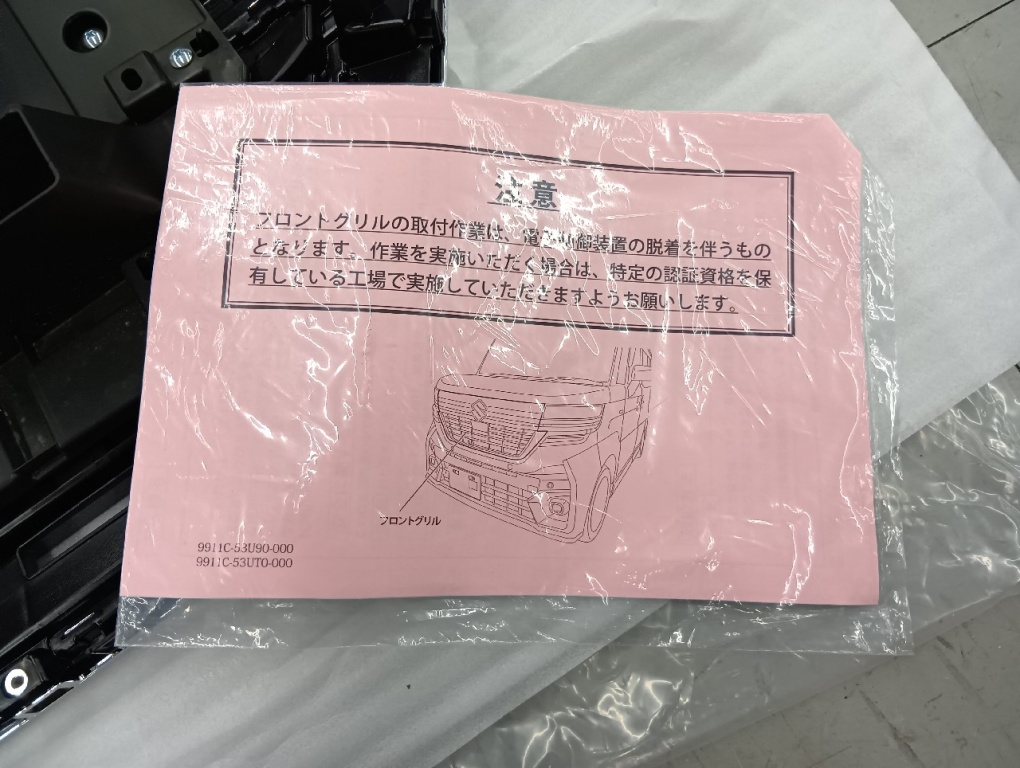 注意
フロントグリルの取付作業は、電子制御装置の脱着を伴うもの
となります。作業を実施いただく場合は、特定の認証資格を保
有している工場で実施していただきますようお願いします。
フロントグリル
9911C-53U90-000
9911C-53UT0-000